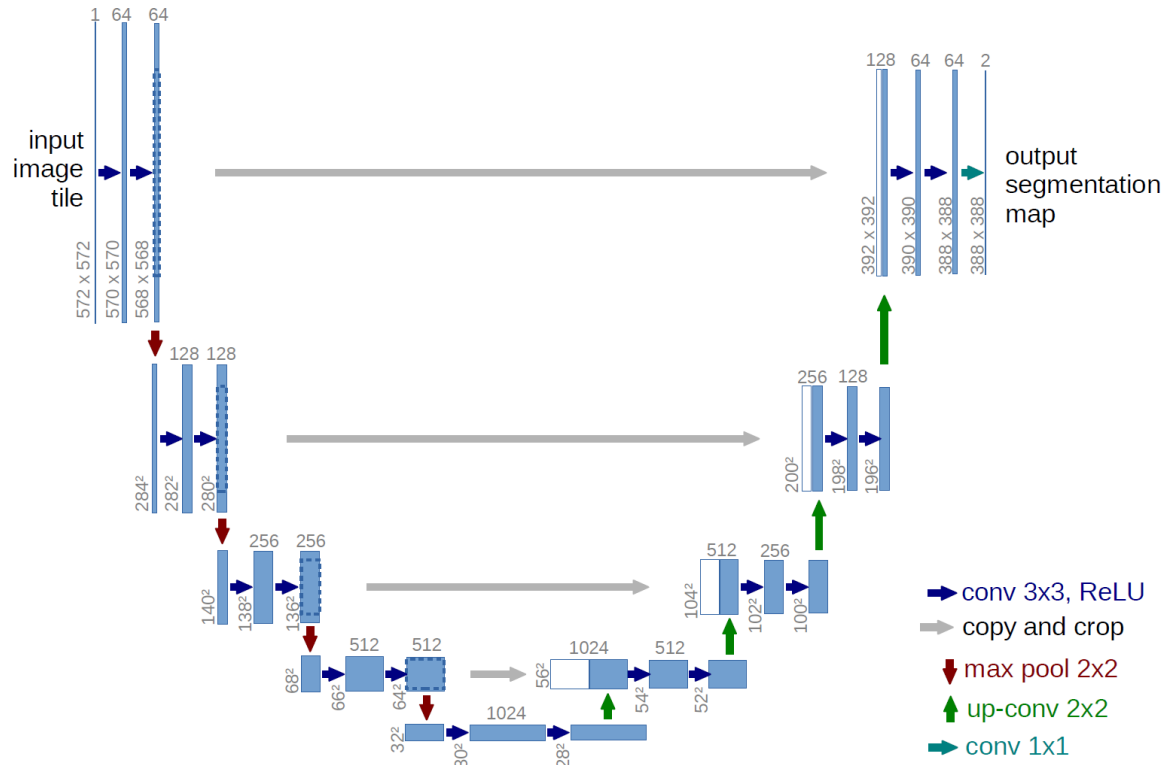 1 64 64
input
image
tile
572 x 572
570 x 570
568 x 568
128 64 64 2
output
segmentation
map
392 x 392
390 x 390
388 x 388
388 x 388
128 128
284²
282²
280²
256 128
200²
198²
196²
256 256
140²
138²
136²
512 256
104²
102²
100²
512 512
68²
66²
64²
1024 512
56²
54²
52²
1024
32²
30²
28²
conv 3x3, ReLU
copy and crop
max pool 2x2
up-conv 2x2
conv 1x1